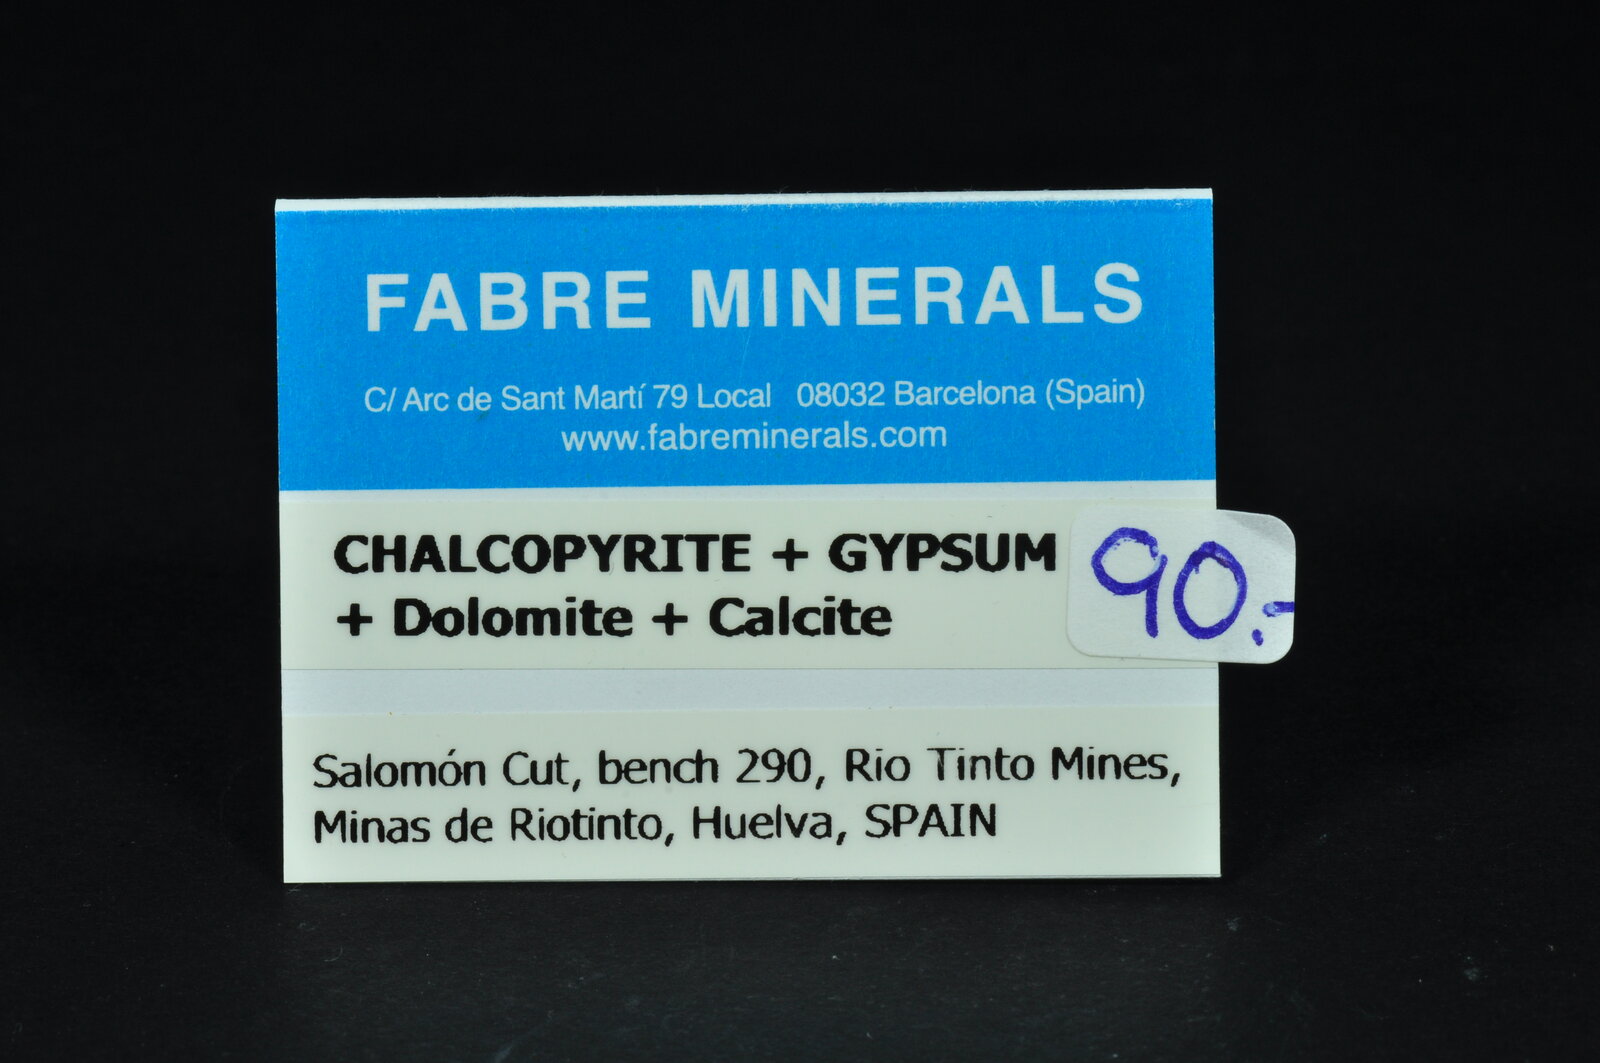 FABRE MINERALS
C/ Arc de Sant Martí 79 Local 08032 Barcelona (Spain)
www.fabreminerals.com
CHALCOPYRITE + GYPSUM
+ Dolomite + Calcite
90.-
Salomón Cut, bench 290, Rio Tinto Mines,
Minas de Riotinto, Huelva, SPAIN